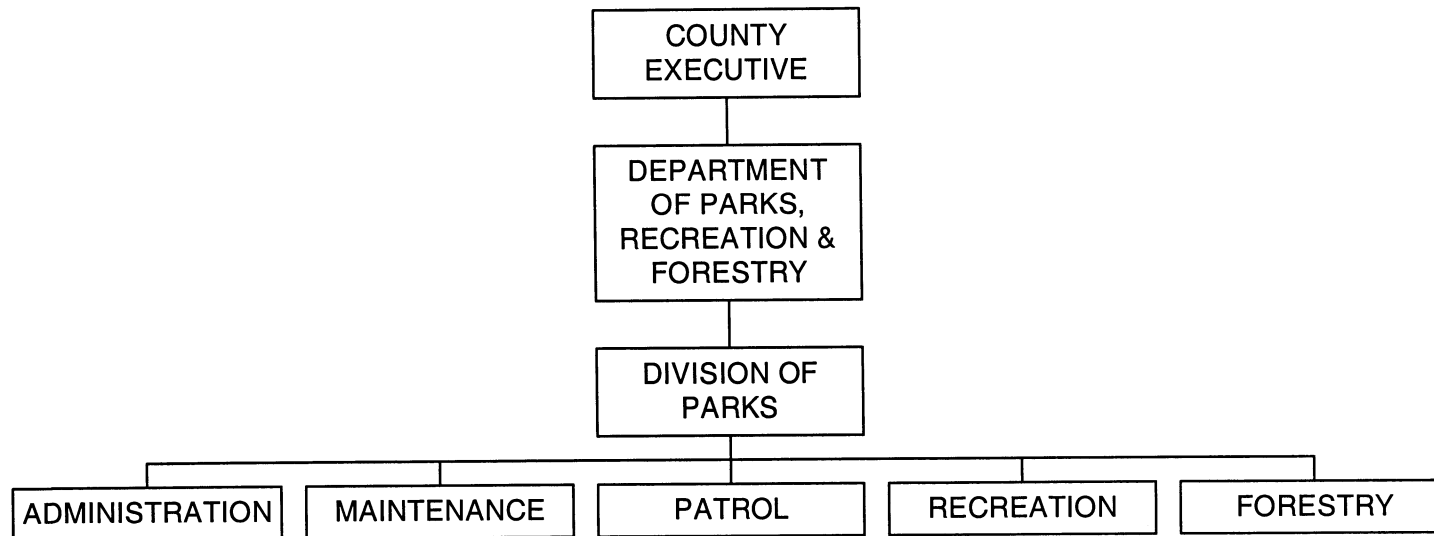 COUNTY
EXECUTIVE
DEPARTMENT
OF PARKS,
RECREATION &
FORESTRY
DIVISION OF
PARKS
ADMINISTRATION
MAINTENANCE
PATROL
RECREATION
FORESTRY